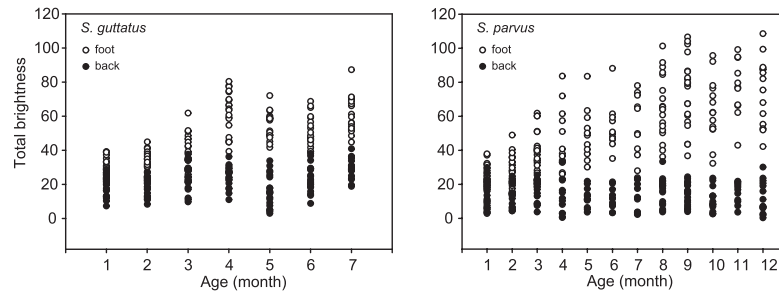 120
100
80
60
40
20
0
Total brightness
S. guttatus
foot
back
1 2 3 4 5 6 7
Age (month)
120
100
80
60
40
20
0
S. parvus
foot
back
1 2 3 4 5 6 7 8 9 10 11 12
Age (month)